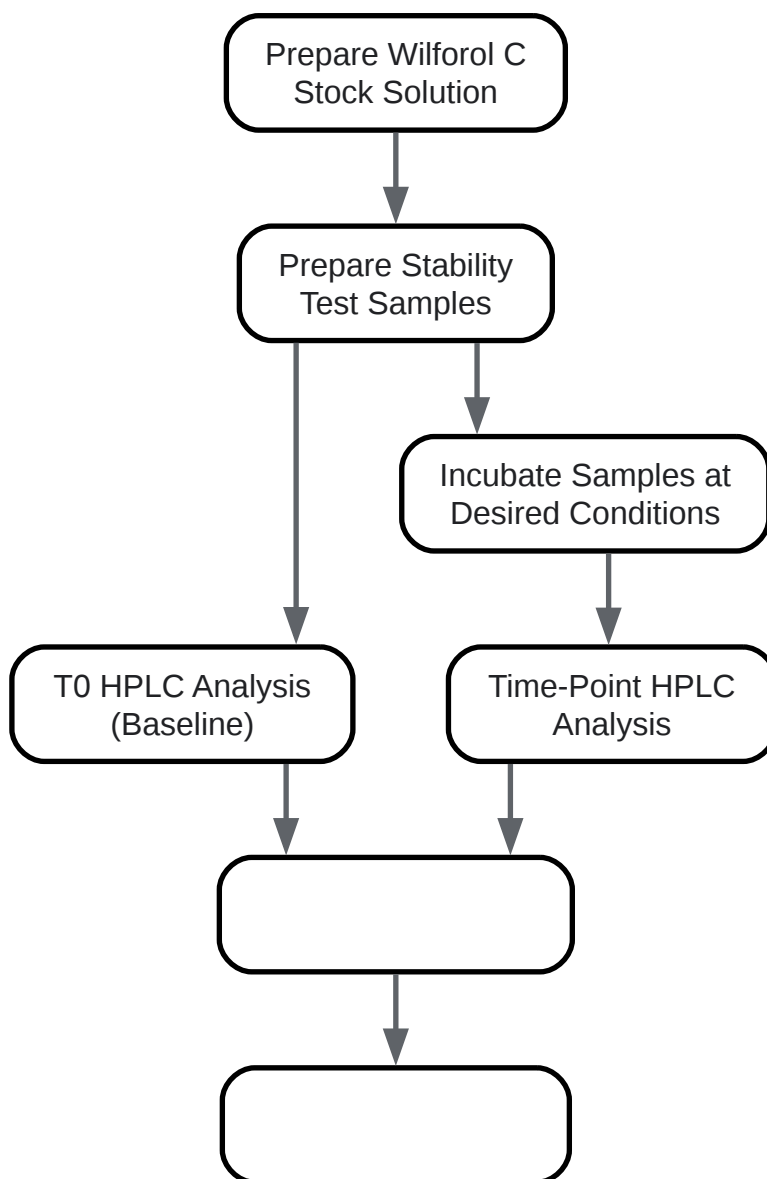 Prepare Wilforol C
Stock Solution
Prepare Stability
Test Samples
Incubate Samples at
Desired Conditions
T0 HPLC Analysis
(Baseline)
Time-Point HPLC
Analysis